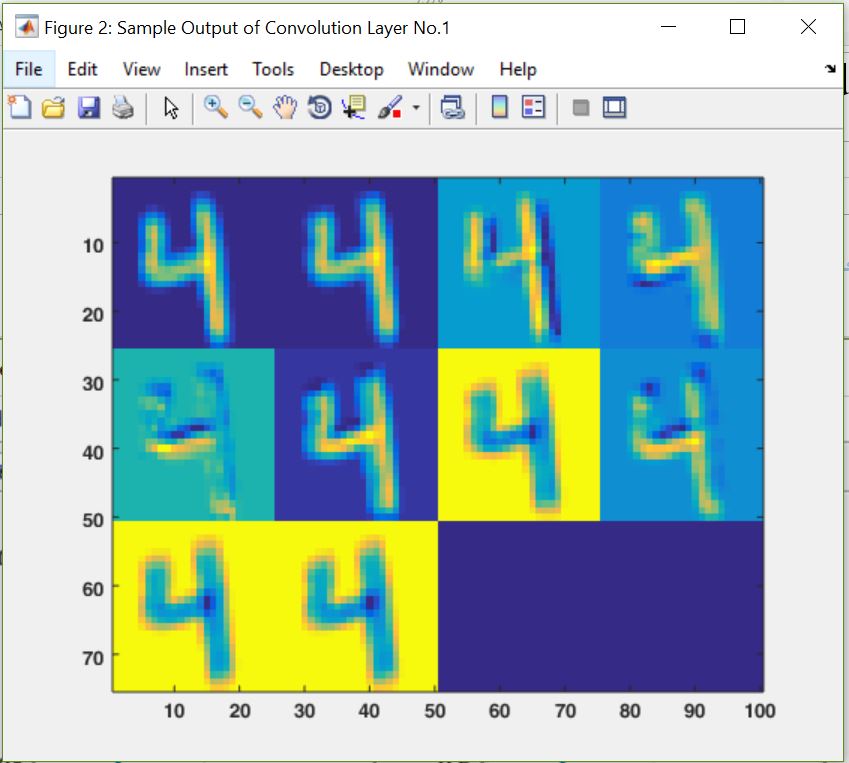 Figure 2: Sample Output of Convolution Layer No.1
File Edit View Insert Tools Desktop Window Help
10
20
30
40
50
60
70
10 20 30 40 50 60 70 80 90 100